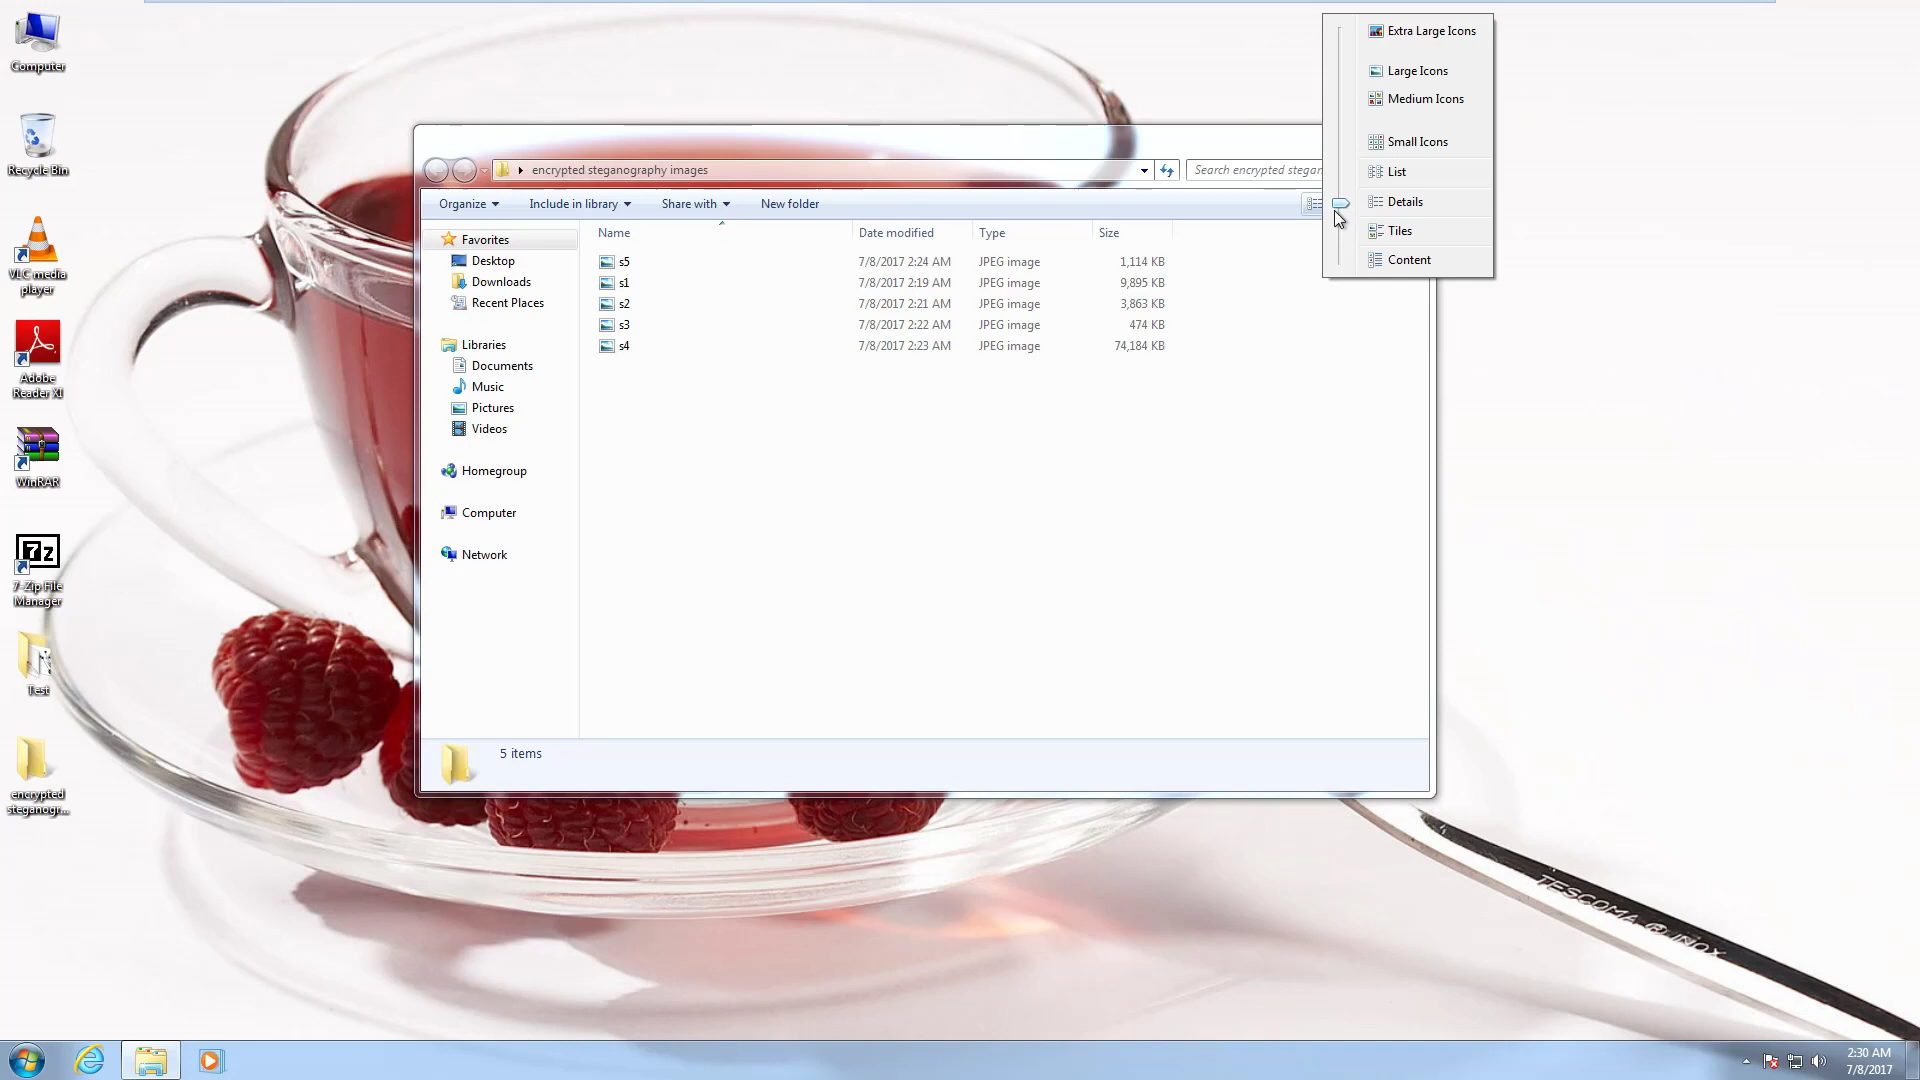 Computer
Recycle Bin
VLC media
player
Adobe
Reader XI
WinRAR
7z
7-Zip File
Manager
Test
encrypted
steganogr...
encrypted steganography images
Search encrypted stegan
Organize
Include in library
Share with
New folder
Name
Date modified
Type
Size
s5 7/8/2017 2:24 AM JPEG image 1,114 KB
s1 7/8/2017 2:19 AM JPEG image 9,895 KB
s2 7/8/2017 2:21 AM JPEG image 3,863 KB
s3 7/8/2017 2:22 AM JPEG image 474 KB
s4 7/8/2017 2:23 AM JPEG image 74,184 KB
Favorites
Desktop
Downloads
Recent Places
Libraries
Documents
Music
Pictures
Videos
Homegroup
Computer
Network
5 items
Extra Large Icons
Large Icons
Medium Icons
Small Icons
List
Details
Tiles
Content
TESCOMA ® INOX
2:30 AM
7/8/2017